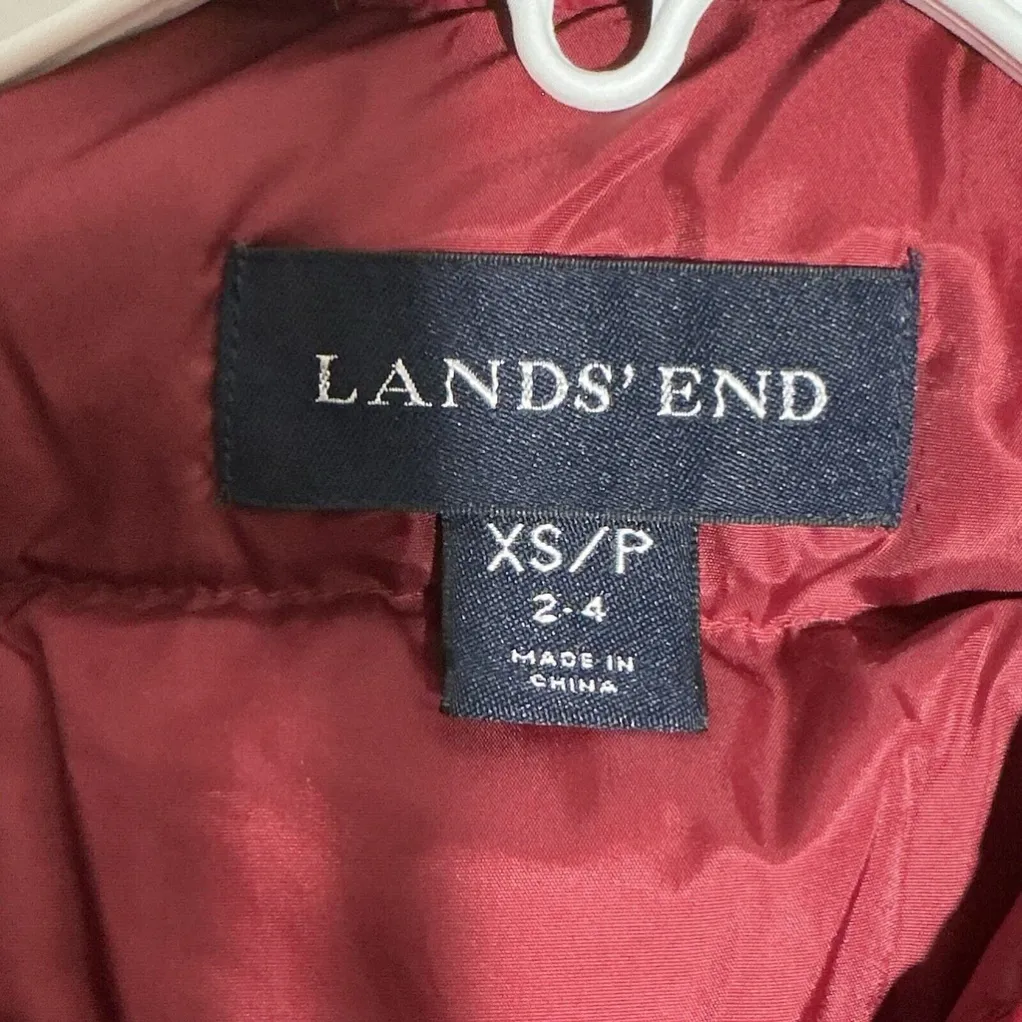 LANDS' END
XS/P
2-4
MADE IN
CHINA